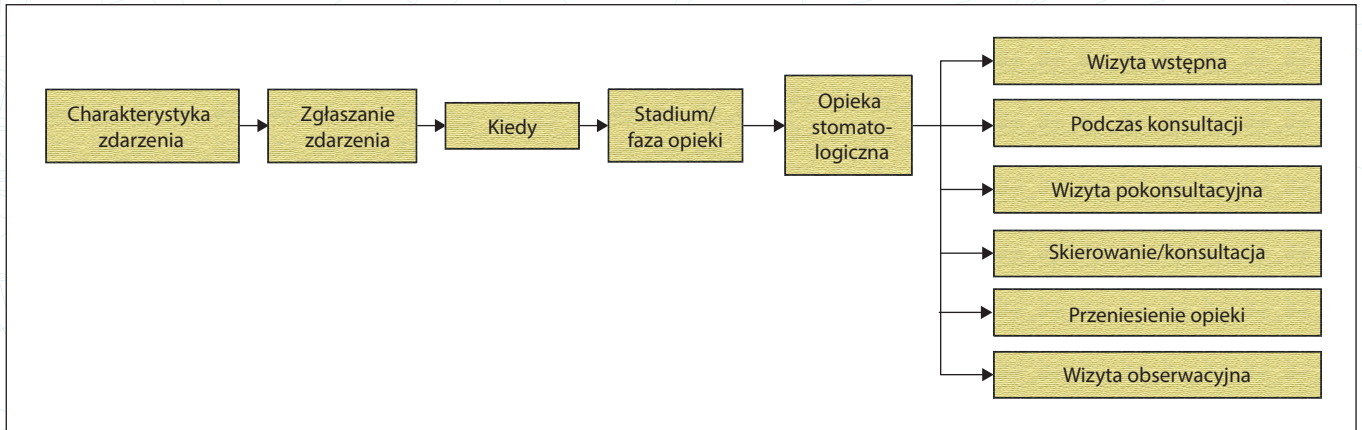 Charakterystyka
zdarzenia
Zgłaszanie
zdarzenia
Kiedy
Stadium/
faza opieki
Opieka
stomato-
logiczna
Wizyta wstępna
Podczas konsultacji
Wizyta pokonsultacyjna
Skierowanie/konsultacja
Przeniesienie opieki
Wizyta obserwacyjna